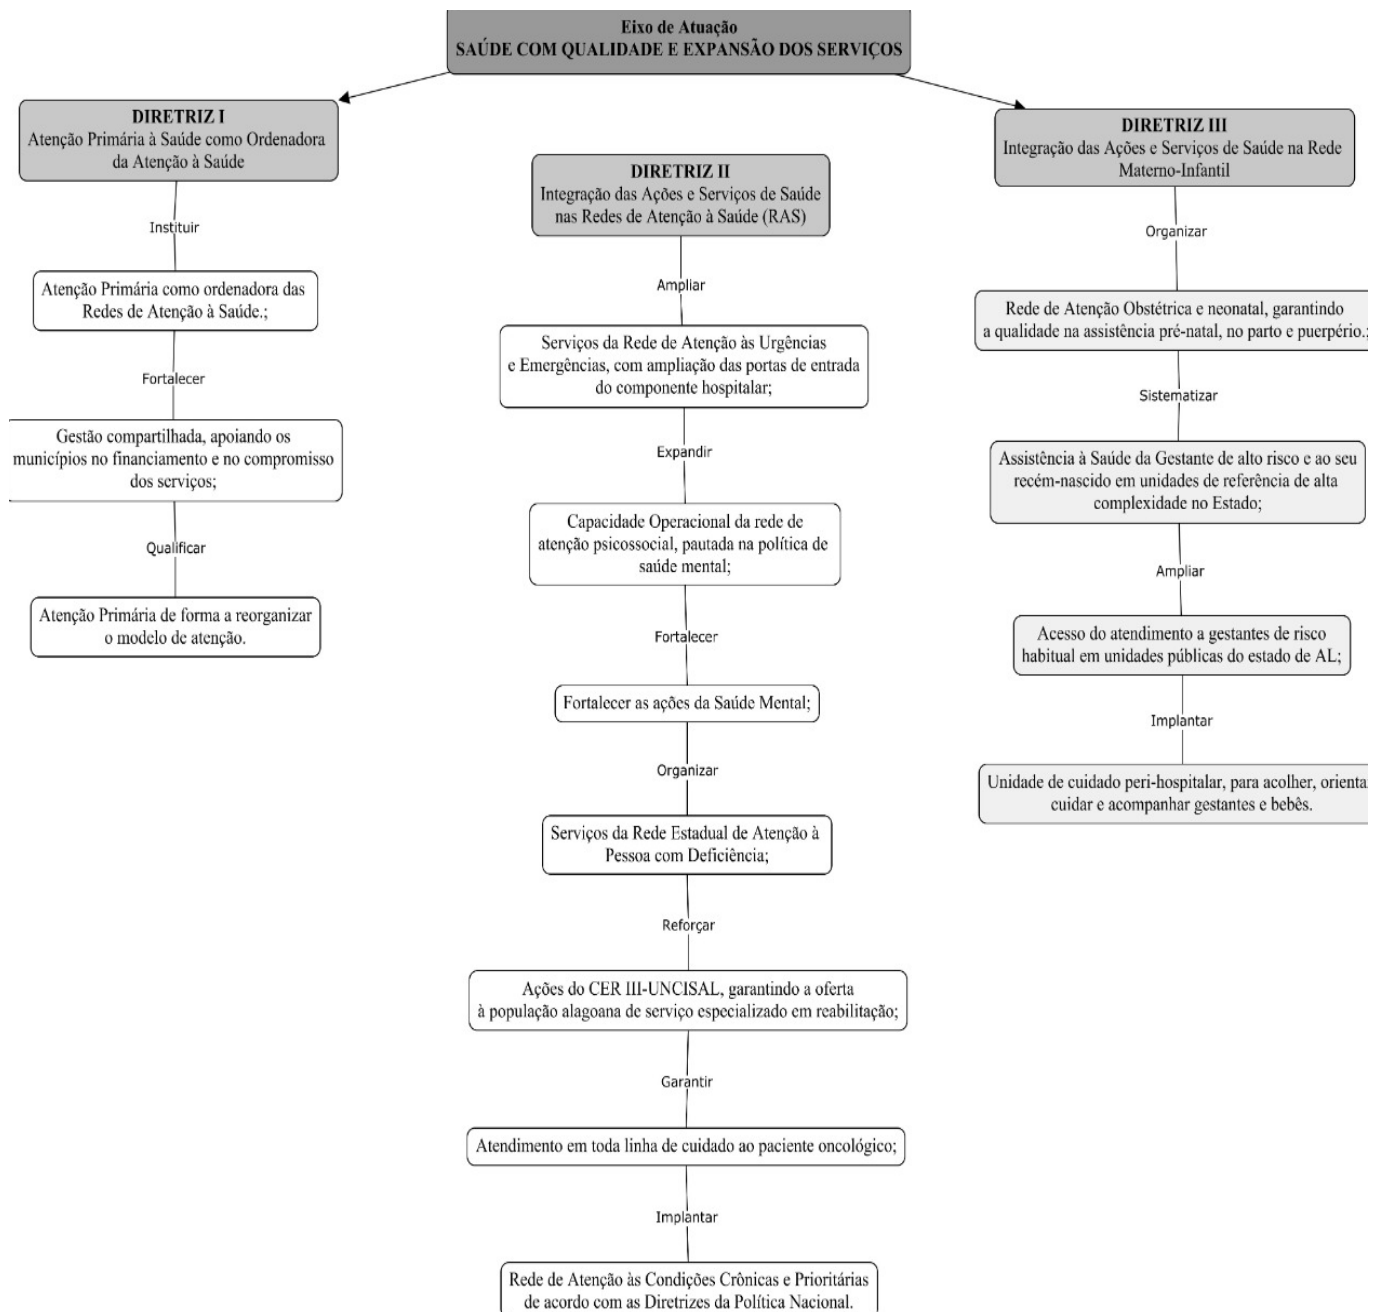 Eixo de Atuação
SAÚDE COM QUALIDADE E EXPANSÃO DOS SERVIÇOS
DIRETRIZ I
Atenção Primária à Saúde como Ordenadora
da Atenção à Saúde
Instituir
Atenção Primária como ordenadora das
Redes de Atenção à Saúde.;
Fortalecer
Gestão compartilhada, apoiando os
municípios no financiamento e no compromisso
dos serviços;
Qualificar
Atenção Primária de forma a reorganizar
o modelo de atenção.
DIRETRIZ II
Integração das Ações e Serviços de Saúde
nas Redes de Atenção à Saúde (RAS)
Ampliar
Serviços da Rede de Atenção às Urgências
e Emergências, com ampliação das portas de entrada
do componente hospitalar;
Expandir
Capacidade Operacional da rede de
atenção psicossocial, pautada na política de
saúde mental;
Fortalecer
Fortalecer as ações da Saúde Mental;
Organizar
Serviços da Rede Estadual de Atenção à
Pessoa com Deficiência;
Reforçar
Ações do CER III-UNCISAL, garantindo a oferta
à população alagoana de serviço especializado em reabilitação;
Garantir
Atendimento em toda linha de cuidado ao paciente oncológico;
Implantar
Rede de Atenção às Condições Crônicas e Prioritárias
de acordo com as Diretrizes da Política Nacional.
DIRETRIZ III
Integração das Ações e Serviços de Saúde na Rede
Materno-Infantil
Organizar
Rede de Atenção Obstétrica e neonatal, garantindo
a qualidade na assistência pré-natal, no parto e puerpério.;
Sistematizar
Assistência à Saúde da Gestante de alto risco e ao seu
recém-nascido em unidades de referência de alta
complexidade no Estado;
Ampliar
Acesso do atendimento a gestantes de risco
habitual em unidades públicas do estado de AL;
Implantar
Unidade de cuidado peri-hospitalar, para acolher, orienta
cuidar e acompanhar gestantes e bebês.